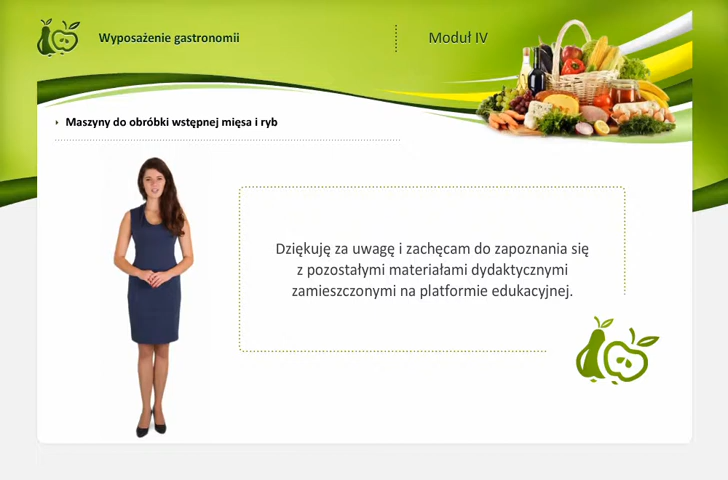 Wyposażenie gastronomii
Moduł IV
Maszyny do obróbki wstępnej mięsa i ryb
Dziękuję za uwagę i zachęcam do zapoznania się
z pozostałymi materiałami dydaktycznymi
zamieszczonymi na platformie edukacyjnej.